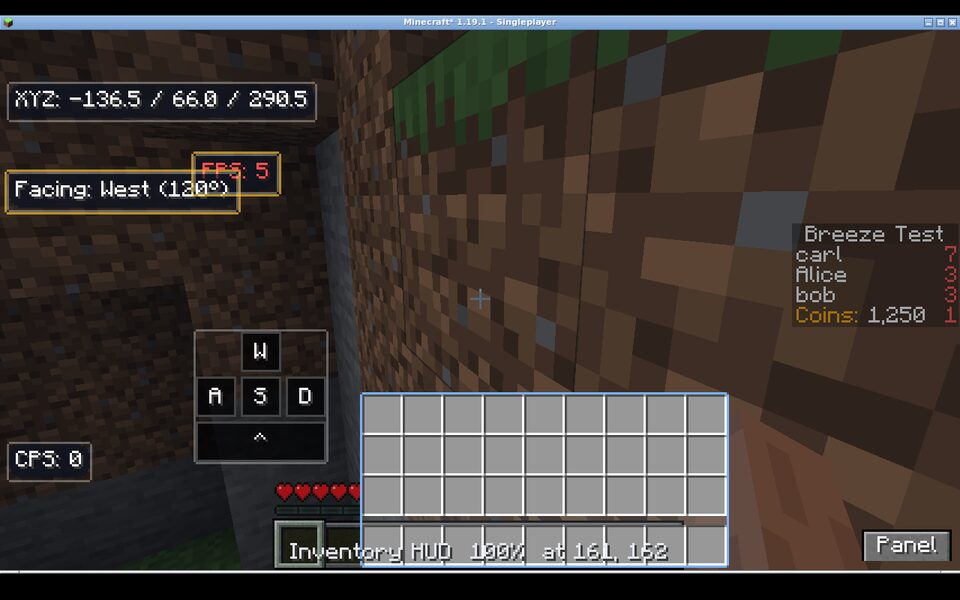 Minecraft* 1.19.1 - Singleplayer
XYZ: -136.5 / 66.0 / 290.5
FPS: 5
Facing: West (120°)
Breeze Test
carl 7
Alice 3
bob 3
Coins: 1,250 1
W
A S D
^
CPS: 0
Inventory HUD 100% at 161, 162
Panel